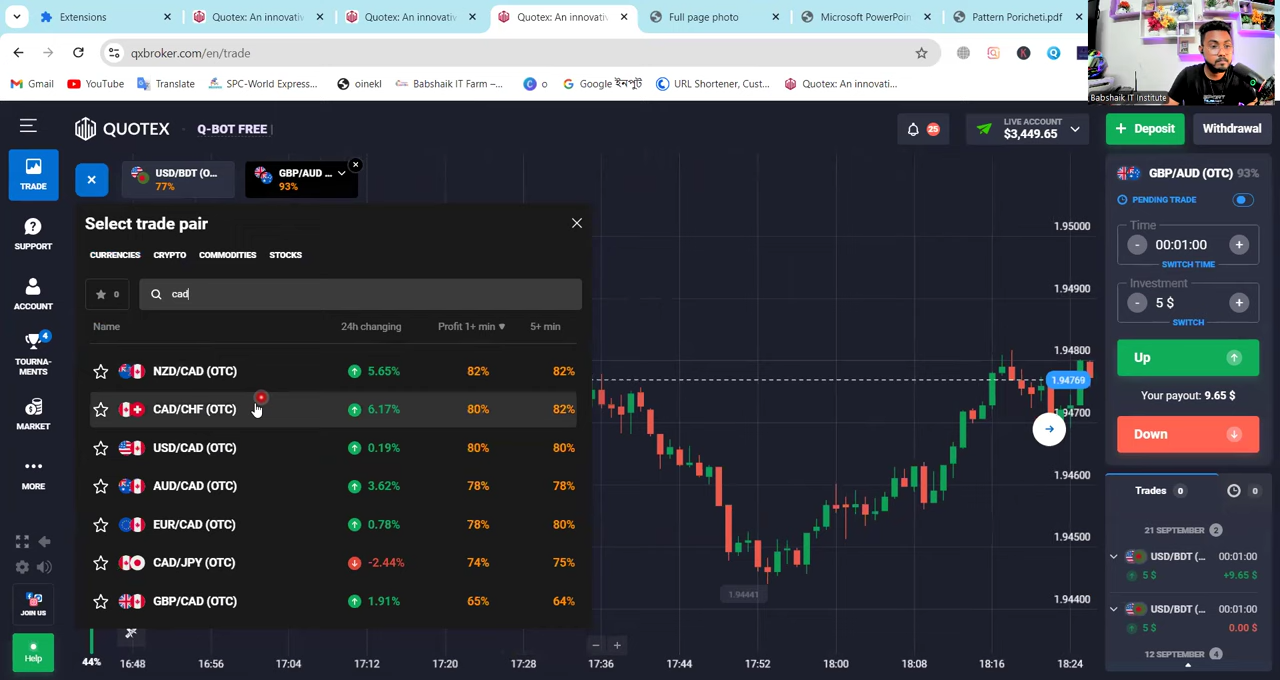 Extensions
Quotex: An innovativ
Quotex: An innovativ
Quotex: An innovativ
Full page photo
Microsoft PowerPoin
Pattern Poricheti.pdf
qxbroker.com/en/trade
Gmail
YouTube
Translate
SPC-World Express...
oineki
Babshaik IT Farm –...
o
Google ইনপুট
URL Shortener, Cust...
Quotex: An innovati...
Babshaik IT Institute
QUOTEX
Q-BOT FREE
25
LIVE ACCOUNT
$3,449.65
+ Deposit
Withdrawal
TRADE
SUPPORT
ACCOUNT
4
TOURNA-
MENTS
MARKET
MORE
JOIN US
Help
USD/BDT (O...
77%
GBP/AUD ...
93%
Select trade pair
CURRENCIES
CRYPTO
COMMODITIES
STOCKS
0
cad
Name
24h changing
Profit 1+ min
5+ min
NZD/CAD (OTC) 5.65% 82% 82%
CAD/CHF (OTC) 6.17% 80% 82%
USD/CAD (OTC) 0.19% 80% 80%
AUD/CAD (OTC) 3.62% 78% 78%
EUR/CAD (OTC) 0.78% 78% 80%
CAD/JPY (OTC) -2.44% 74% 75%
GBP/CAD (OTC) 1.91% 65% 64%
44%
16:48 16:56 17:04 17:12 17:20 17:28 17:36 17:44 17:52 18:00 18:08 18:16 18:24
1.94441
1.95000
1.94900
1.94800
1.94769
1.94700
1.94600
1.94500
1.94400
GBP/AUD (OTC) 93%
PENDING TRADE
Time
- 00:01:00 +
SWITCH TIME
Investment
- 5 $ +
SWITCH
Up
Your payout: 9.65 $
Down
Trades 0
0
21 SEPTEMBER 2
USD/BDT (... 00:01:00
5 $ +9.65 $
USD/BDT (... 00:01:00
5 $ 0.00 $
12 SEPTEMBER 4